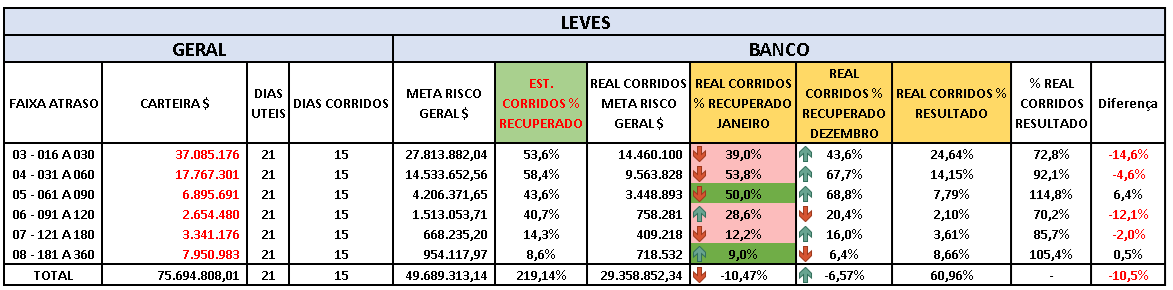 LEVES
GERAL BANCO
FAIXA ATRASO CARTEIRA $ DIAS UTEIS DIAS CORRIDOS META RISCO GERAL $ EST. CORRIDOS % RECUPERADO REAL CORRIDOS META RISCO GERAL $ REAL CORRIDOS % RECUPERADO JANEIRO REAL CORRIDOS % RECUPERADO DEZEMBRO REAL CORRIDOS % RESULTADO % REAL CORRIDOS RESULTADO Diferença
03 - 016 A 030 37.085.176 21 15 27.813.882,04 53,6% 14.460.100 39,0% 43,6% 24,64% 72,8% -14,6%
04 - 031 A 060 17.767.301 21 15 14.533.652,56 58,4% 9.563.828 53,8% 67,7% 14,15% 92,1% -4,6%
05 - 061 A 090 6.895.691 21 15 4.206.371,65 43,6% 3.448.893 50,0% 68,8% 7,79% 114,8% 6,4%
06 - 091 A 120 2.654.480 21 15 1.513.053,71 40,7% 758.281 28,6% 20,4% 2,10% 70,2% -12,1%
07 - 121 A 180 3.341.176 21 15 668.235,20 14,3% 409.218 12,2% 16,0% 3,61% 85,7% -2,0%
08 - 181 A 360 7.950.983 21 15 954.117,97 8,6% 718.532 9,0% 6,4% 8,66% 105,4% 0,5%
TOTAL 75.694.808,01 21 15 49.689.313,14 219,14% 29.358.852,34 -10,47% -6,57% 60,96% - -10,5%